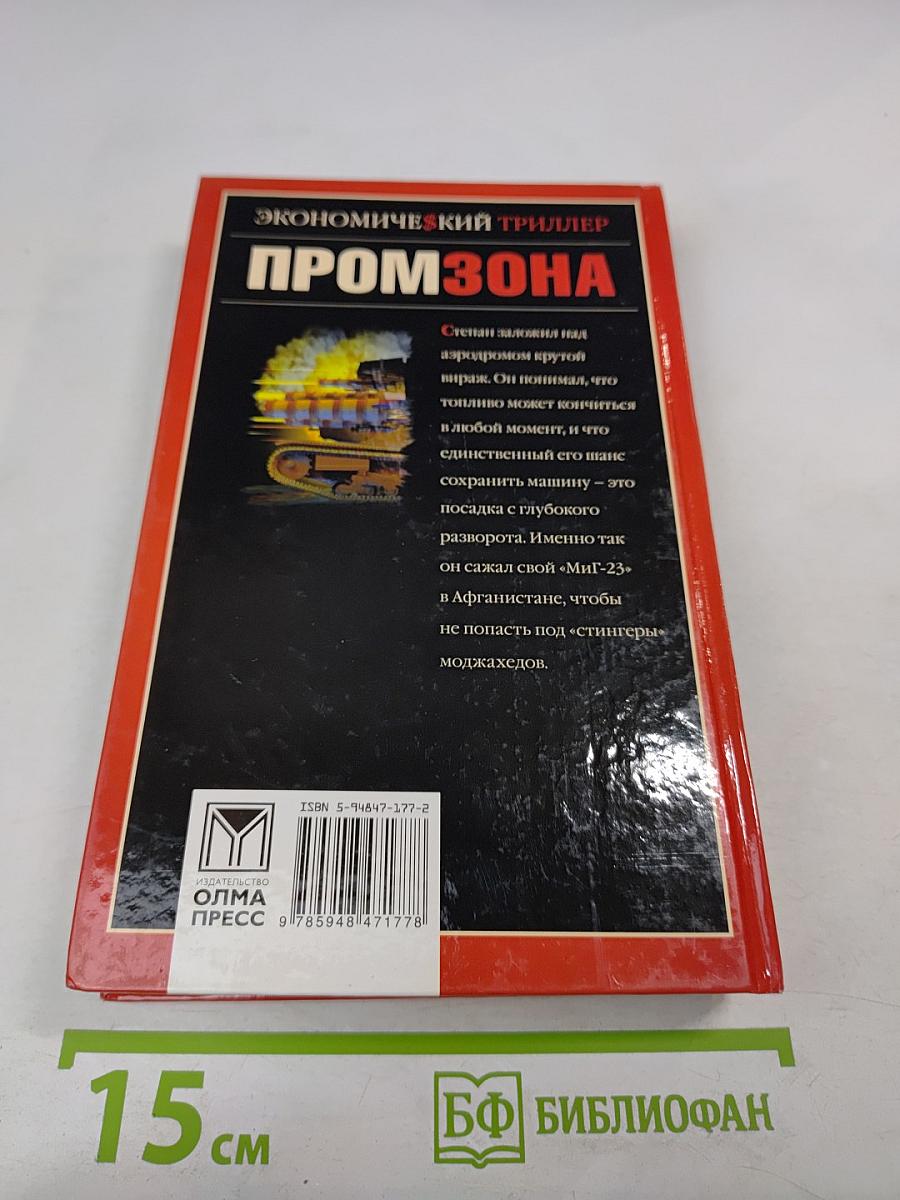 ЭКОНОМИЧЕ$КИЙ ТРИЛЛЕР
ПРОМЗОНА
Степан заложил над
аэродромом крутой
вираж. Он понимал, что
топливо может кончиться
в любой момент, и что
единственный его шанс
сохранить машину – это
посадка с глубокого
разворота. Именно так
он сажал свой «МиГ-23»
в Афганистане, чтобы
не попасть под «стингеры»
моджахедов.
ISBN 5-94847-177-2
ИЗДАТЕЛЬСТВО
ОЛМА
ПРЕСС
9 785948 471778
15 см
БФ БИБЛИОФАН